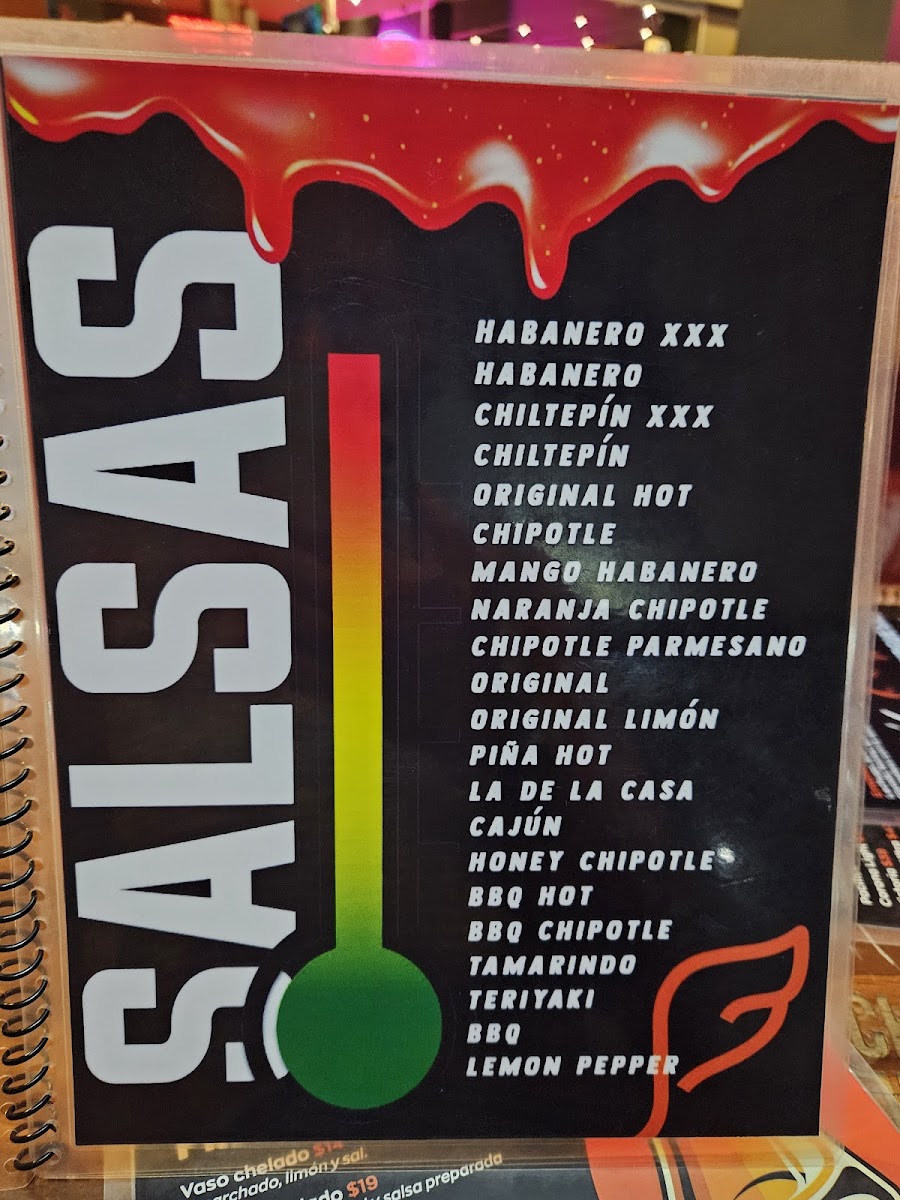 SALSAS
HABANERO XXX
HABANERO
CHILTEPÍN XXX
CHILTEPÍN
ORIGINAL HOT
CHIPOTLE
MANGO HABANERO
NARANJA CHIPOTLE
CHIPOTLE PARMESANO
ORIGINAL
ORIGINAL LIMÓN
PIÑA HOT
LA DE LA CASA
CAJÚN
HONEY CHIPOTLE
BBQ HOT
BBQ CHIPOTLE
TAMARINDO
TERIYAKI
BBQ
LEMON PEPPER
Vaso chelado $14
limón y sal.
$19
salsa preparada